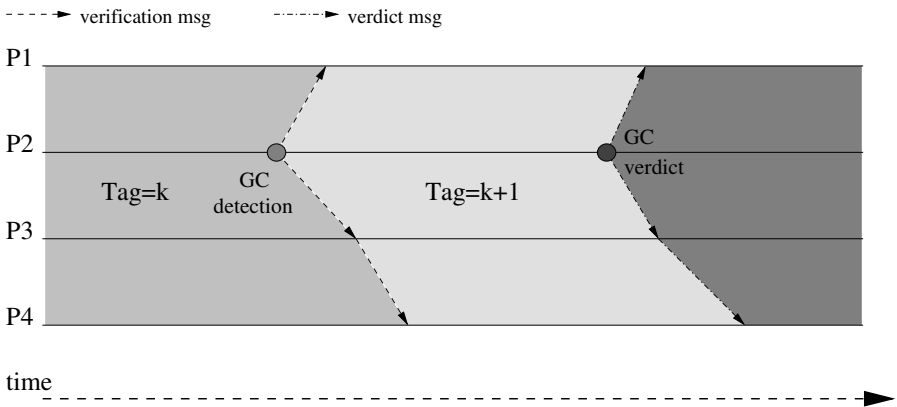 verification msg
verdict msg
P1
P2
GC
verdict
Tag=k
GC
detection
Tag=k+1
P3
P4
time